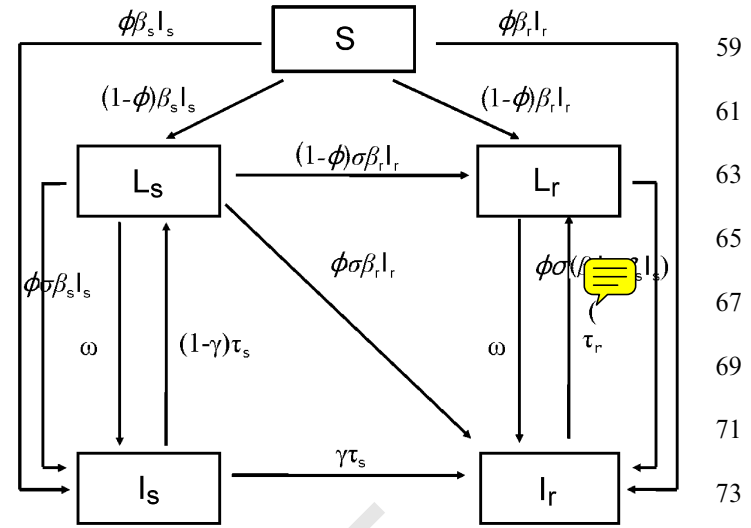 ϕβₛIₛ
S
ϕβᵣIᵣ
59
(1-ϕ)βₛIₛ
(1-ϕ)βᵣIᵣ
61
Lₛ
(1-ϕ)σβᵣIᵣ
Lᵣ
63
65
ϕσβₛIₛ
ϕσβᵣIᵣ
67
ω
(1-γ)τₛ
ω
τᵣ
69
71
Iₛ
γτₛ
Iᵣ
73